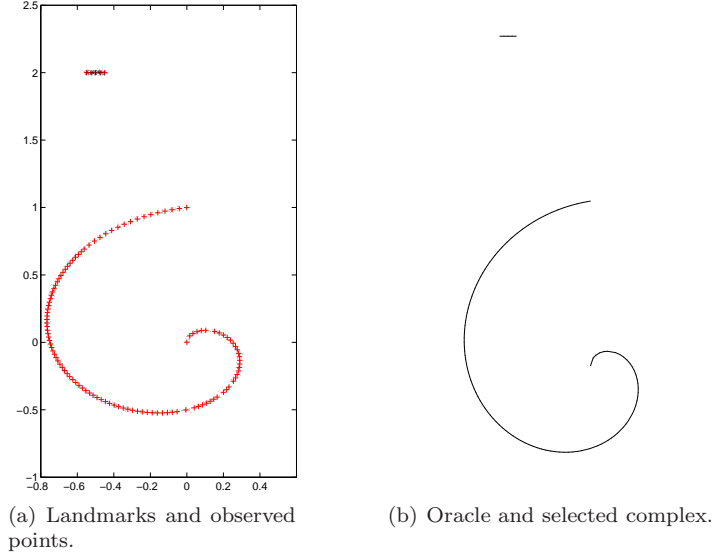 2.5
2
1.5
1
0.5
0
−0.5
−1
−0.8 −0.6 −0.4 −0.2 0 0.2 0.4
(a) Landmarks and observed points.
(b) Oracle and selected complex.